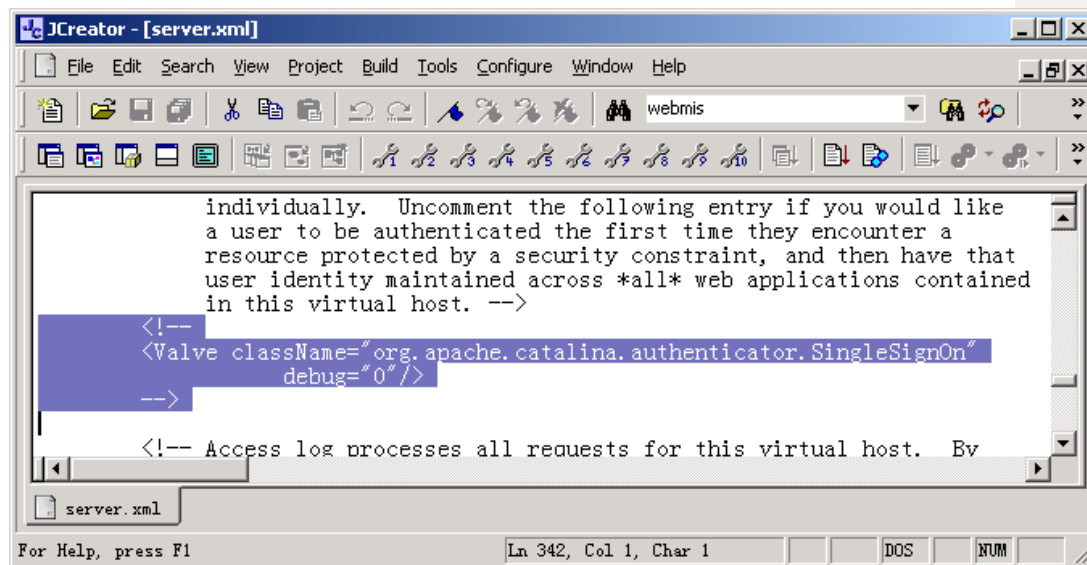 JCreator - [server.xml]
File Edit Search View Project Build Tools Configure Window Help
webmis
individually.  Uncomment the following entry if you would like
a user to be authenticated the first time they encounter a
resource protected by a security constraint, and then have that
user identity maintained across *all* web applications contained
in this virtual host. -->
<!--
<Valve className="org.apache.catalina.authenticator.SingleSignOn"
debug="0"/>
-->
<!-- Access log processes all requests for this virtual host.  By
server.xml
For Help, press F1 Ln 342, Col 1, Char 1 DOS NUM